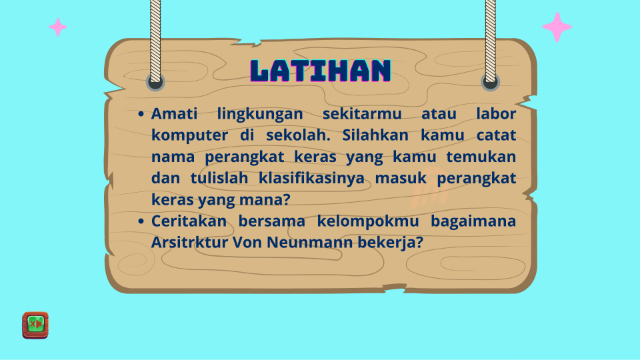 LATIHAN
• Amati lingkungan sekitarmu atau labor
komputer di sekolah. Silahkan kamu catat
nama perangkat keras yang kamu temukan
dan tulislah klasifikasinya masuk perangkat
keras yang mana?
• Ceritakan bersama kelompokmu bagaimana
Arsitrktur Von Neunmann bekerja?